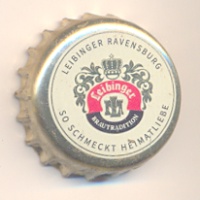 LEIBINGER RAVENSBURG
Leibinger
BRAUTRADITION
SO SCHMECKT HEIMATLIEBE